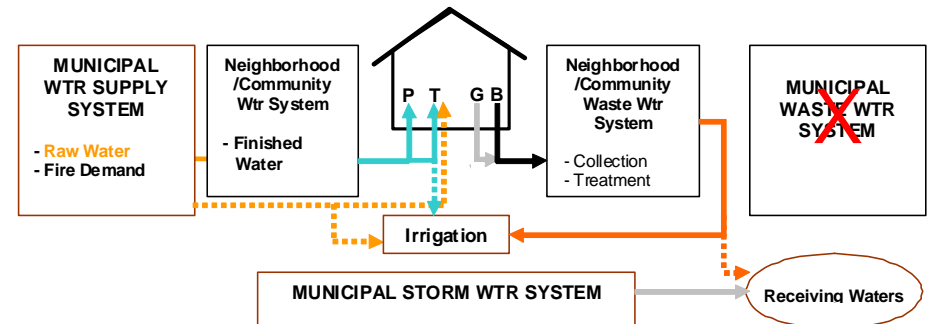 MUNICIPAL
WTR SUPPLY
SYSTEM
- Raw Water
- Fire Demand
Neighborhood
/Community
Wtr System
- Finished
Water
P T G B
Neighborhood
/Community
Waste Wtr
System
- Collection
- Treatment
MUNICIPAL
WASTE WTR
SYSTEM
Irrigation
MUNICIPAL STORM WTR SYSTEM
Receiving Waters